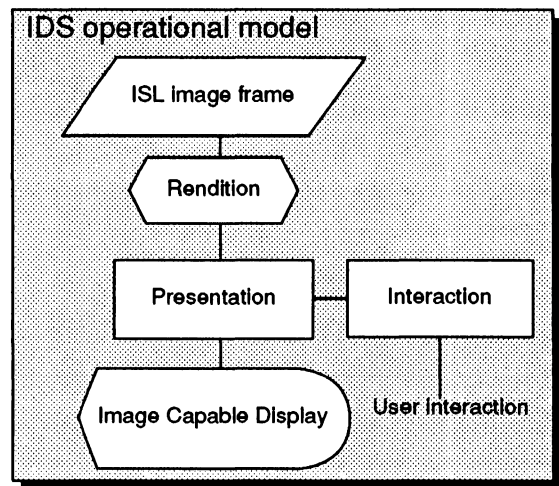 IDS operational model
ISL image frame
Rendition
Presentation
Interaction
Image Capable Display
User interaction